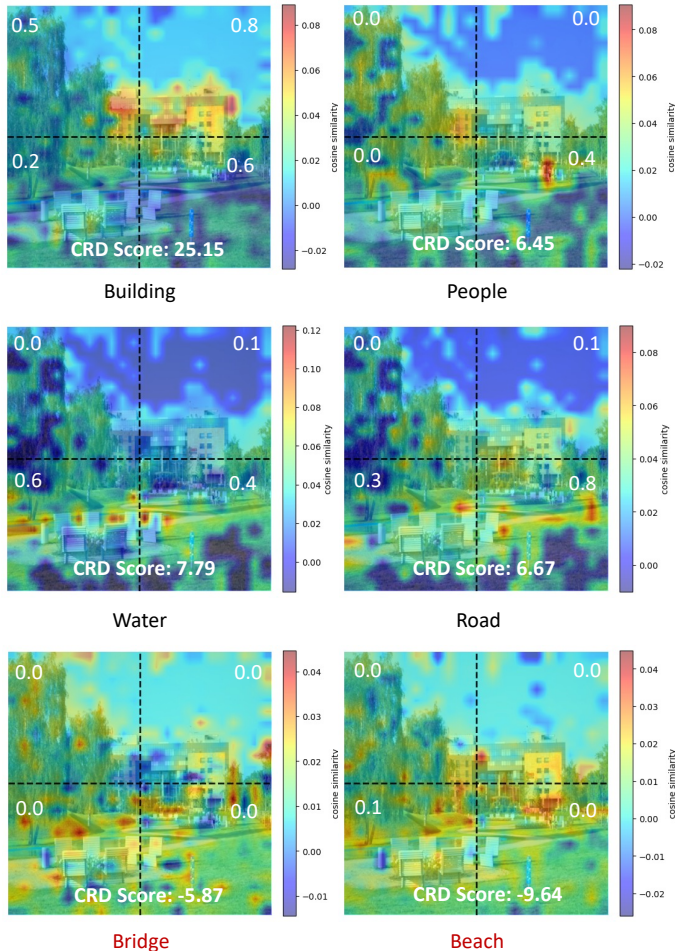 0.5 0.8
0.2 0.6
CRD Score: 25.15
0.08
0.06
0.04
0.02
0.00
−0.02
cosine similarity
Building
0.0 0.0
0.0 0.4
CRD Score: 6.45
0.08
0.06
0.04
0.02
0.00
−0.02
cosine similarity
People
0.0 0.1
0.6 0.4
CRD Score: 7.79
0.12
0.10
0.08
0.06
0.04
0.02
0.00
cosine similarity
Water
0.0 0.1
0.3 0.8
CRD Score: 6.67
0.08
0.06
0.04
0.02
0.00
cosine similarity
Road
0.0 0.0
0.0 0.0
CRD Score: -5.87
0.04
0.03
0.02
0.01
0.00
−0.01
cosine similarity
Bridge
0.0 0.0
0.1 0.0
CRD Score: -9.64
0.04
0.03
0.02
0.01
0.00
−0.01
−0.02
cosine similarity
Beach